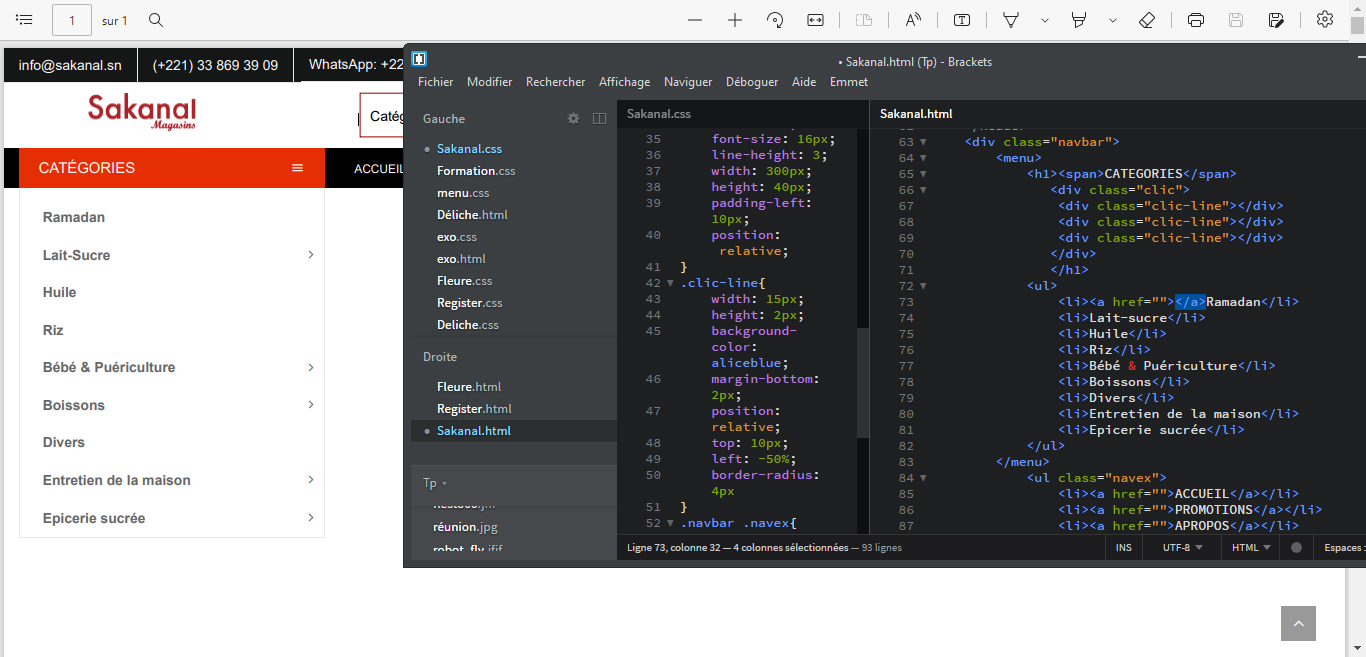 1 sur 1
info@sakanal.sn
(+221) 33 869 39 09
WhatsApp: +22
Sakanal
Magasins
Catég
CATÉGORIES
ACCUEIL
Ramadan
Lait-Sucre
Huile
Riz
Bébé & Puériculture
Boissons
Divers
Entretien de la maison
Epicerie sucrée
• Sakanal.html (Tp) - Brackets
Fichier Modifier Rechercher Affichage Naviguer Déboguer Aide Emmet
Gauche
Sakanal.css
Formation.css
menu.css
Déliche.html
exo.css
exo.html
Fleure.css
Register.css
Deliche.css
Droite
Fleure.html
Register.html
Sakanal.html
Tp
réunion.jpg
robot_fly.jfif
Sakanal.css
35 font-size: 16px;
36 line-height: 3;
37 width: 300px;
38 height: 40px;
39 padding-left:
10px;
40 position:
relative;
41 }
42 .clic-line{
43 width: 15px;
44 height: 2px;
45 background-
color:
aliceblue;
46 margin-bottom:
2px;
47 position:
relative;
48 top: 10px;
49 left: -50%;
50 border-radius:
4px
51 }
52 .navbar .navex{
Sakanal.html
63 <div class="navbar">
64 <menu>
65 <h1><span>CATEGORIES</span>
66 <div class="clic">
67 <div class="clic-line"></div>
68 <div class="clic-line"></div>
69 <div class="clic-line"></div>
70 </div>
71 </h1>
72 <ul>
73 <li><a href=""></a>Ramadan</li>
74 <li>Lait-sucre</li>
75 <li>Huile</li>
76 <li>Riz</li>
77 <li>Bébé & Puériculture</li>
78 <li>Boissons</li>
79 <li>Divers</li>
80 <li>Entretien de la maison</li>
81 <li>Epicerie sucrée</li>
82 </ul>
83 </menu>
84 <ul class="navex">
85 <li><a href="">ACCUEIL</a></li>
86 <li><a href="">PROMOTIONS</a></li>
87 <li><a href="">APROPOS</a></li>
Ligne 73, colonne 32 — 4 colonnes sélectionnées — 93 lignes
INS UTF-8 HTML Espaces :